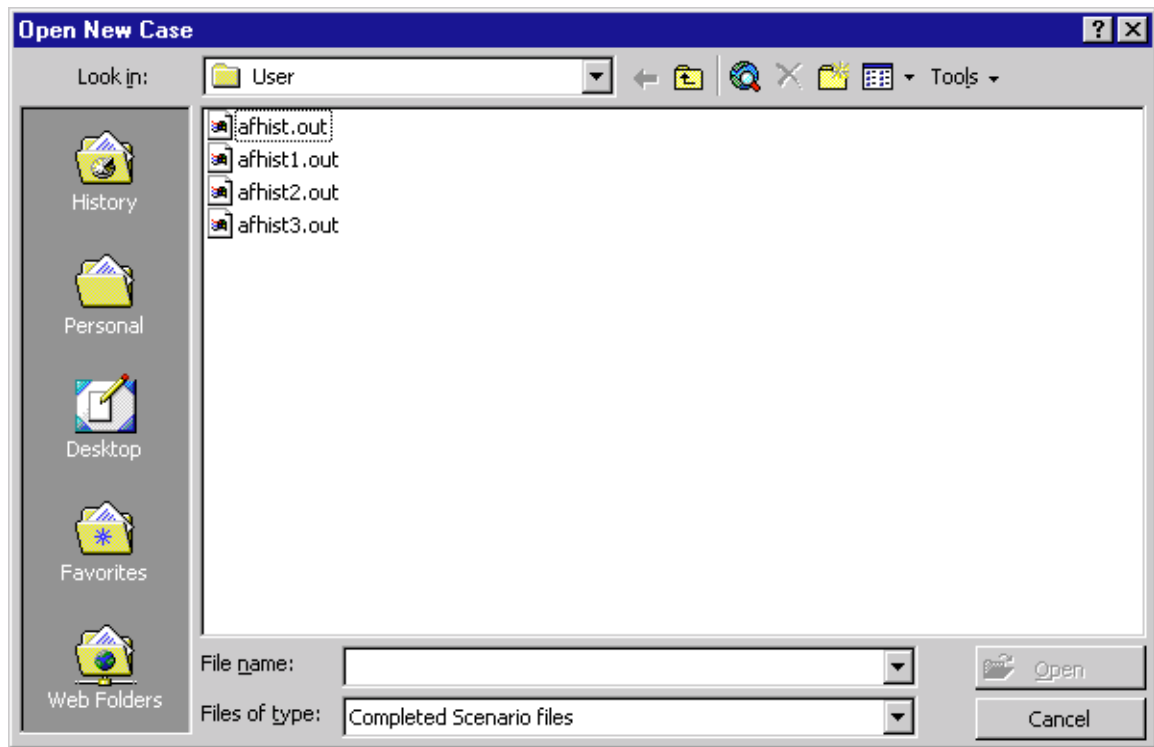 Open New Case
Look in:
User
Tools
afhist.out
afhist1.out
afhist2.out
afhist3.out
History
Personal
Desktop
Favorites
Web Folders
File name:
Open
Files of type:
Completed Scenario files
Cancel